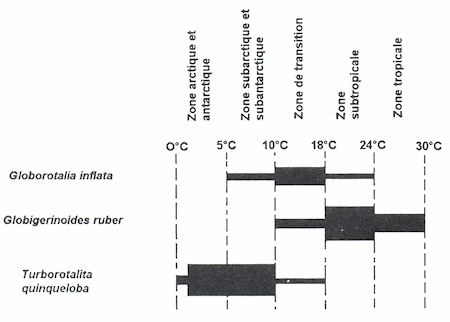 Zone arctique et
antarctique
Zone subarctique et
subantarctique
Zone de transition
Zone
subtropicale
Zone tropicale
O°C 5°C 10°C 18°C 24°C 30°C
Globorotalia inflata
Globigerinoides ruber
Turborotalita
quinqueloba